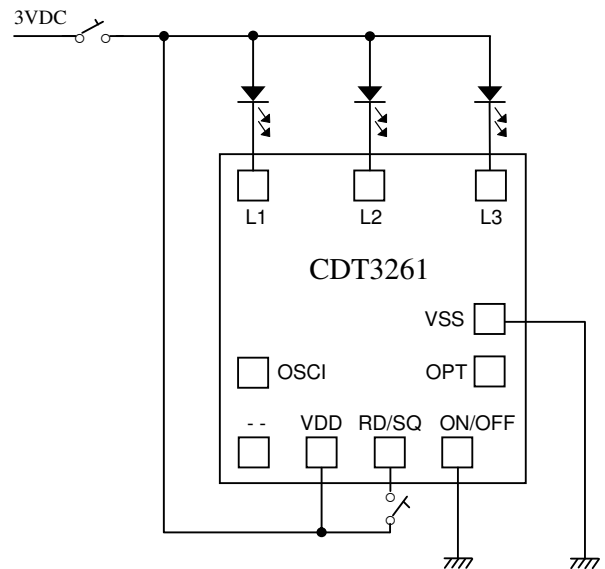 3VDC
L1 L2 L3
CDT3261
VSS
OSCI OPT
- - VDD RD/SQ ON/OFF